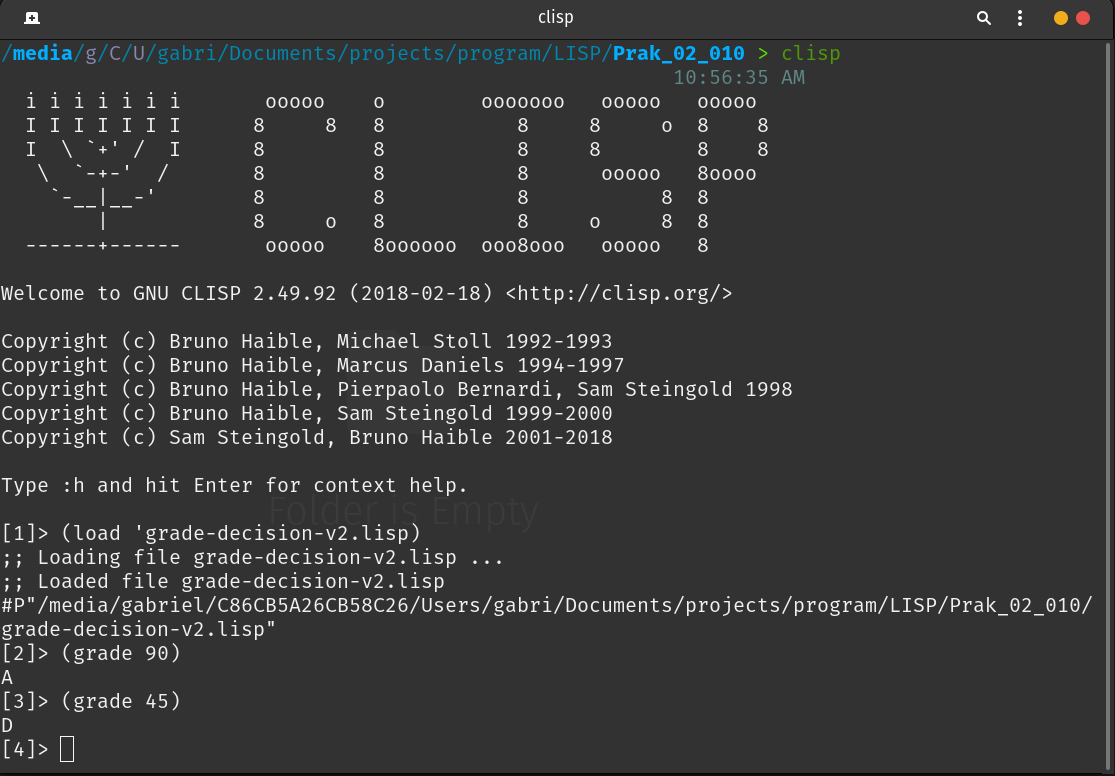 clisp
/media/g/C/U/gabri/Documents/projects/program/LISP/Prak_02_010 > clisp
10:56:35 AM
  i i i i i i i       ooooo    o        ooooooo   ooooo   ooooo
  I I I I I I I      8     8   8           8     8     o  8    8
  I  \ `+' /  I      8         8           8     8        8    8
   \  `-+-'  /       8         8           8      ooooo   8oooo
    `-__|__-'        8         8           8           8  8
        |            8     o   8           8     o     8  8
  ------+------       ooooo    8oooooo  ooo8ooo   ooooo   8
Welcome to GNU CLISP 2.49.92 (2018-02-18) <http://clisp.org/>
Copyright (c) Bruno Haible, Michael Stoll 1992-1993
Copyright (c) Bruno Haible, Marcus Daniels 1994-1997
Copyright (c) Bruno Haible, Pierpaolo Bernardi, Sam Steingold 1998
Copyright (c) Bruno Haible, Sam Steingold 1999-2000
Copyright (c) Sam Steingold, Bruno Haible 2001-2018
Type :h and hit Enter for context help.
Folder is Empty
[1]> (load 'grade-decision-v2.lisp)
;; Loading file grade-decision-v2.lisp ...
;; Loaded file grade-decision-v2.lisp
#P"/media/gabriel/C86CB5A26CB58C26/Users/gabri/Documents/projects/program/LISP/Prak_02_010/
grade-decision-v2.lisp"
[2]> (grade 90)
A
[3]> (grade 45)
D
[4]>